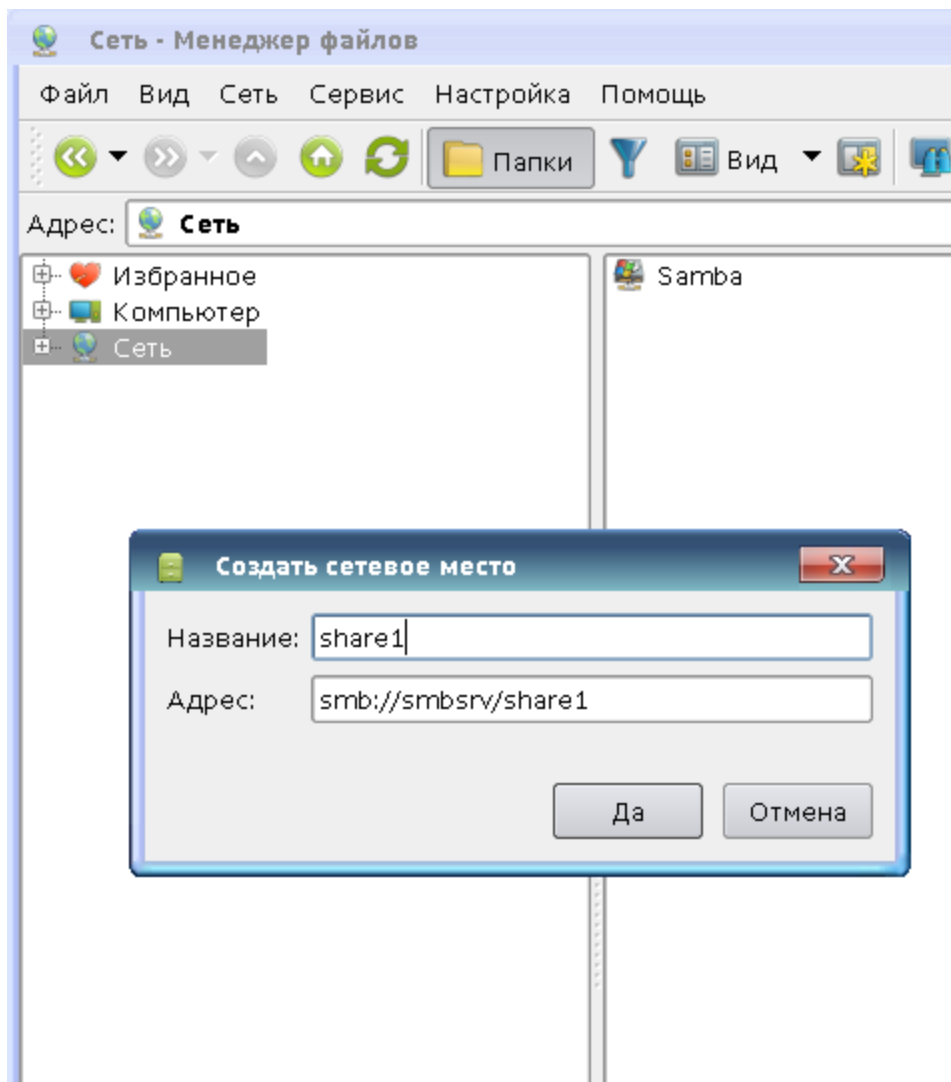 Сеть - Менеджер файлов
Файл Вид Сеть Сервис Настройка Помощь
Папки Вид
Адрес: Сеть
Избранное
Компьютер
Сеть
Samba
Создать сетевое место
Название: share1
Адрес: smb://smbsrv/share1
Да Отмена